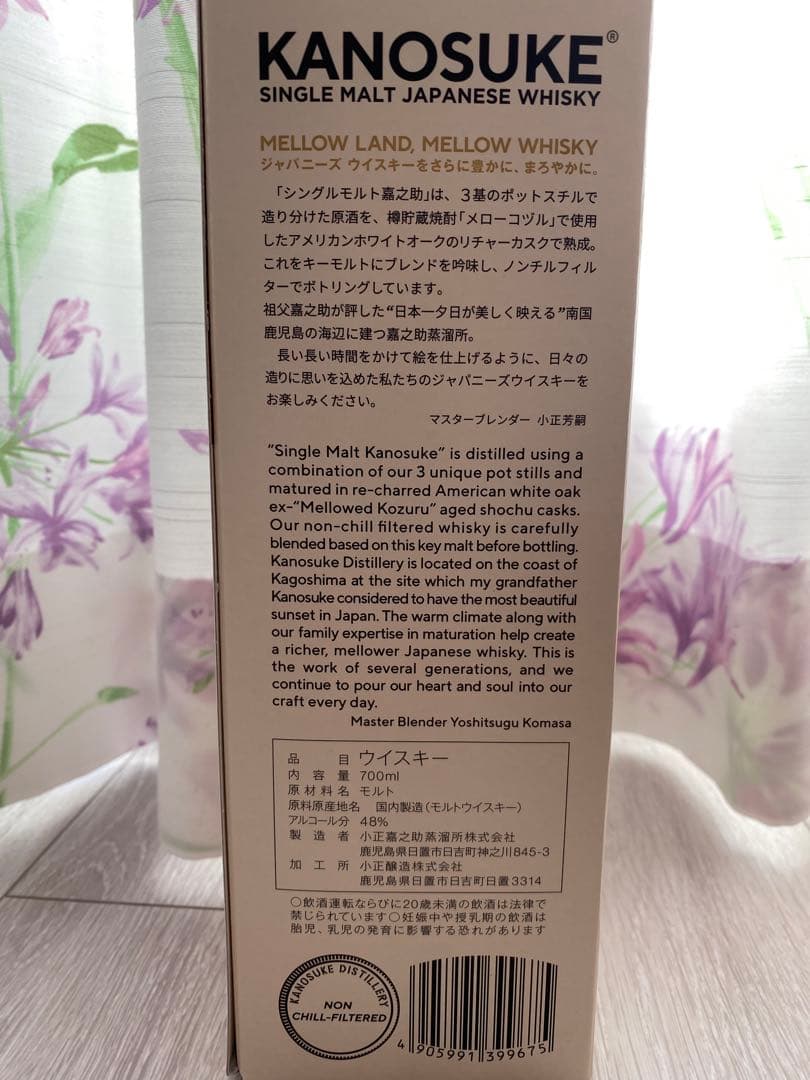 KANOSUKE®
SINGLE MALT JAPANESE WHISKY
MELLOW LAND, MELLOW WHISKY
ジャパニーズ ウイスキーをさらに豊かに、まろやかに。
「シングルモルト嘉之助」は、3基のポットスチルで
造り分けた原酒を、樽貯蔵焼酎「メローコヅル」で使用
したアメリカンホワイトオークのリチャーカスクで熟成。
これをキーモルトにブレンドを吟味し、ノンチルフィル
ターでボトリングしています。
祖父嘉之助が評した“日本一夕日が美しく映える”南国
鹿児島の海辺に建つ嘉之助蒸溜所。
長い長い時間をかけて絵を仕上げるように、日々の
造りに思いを込めた私たちのジャパニーズウイスキーを
お楽しみください。
マスターブレンダー 小正芳嗣
“Single Malt Kanosuke” is distilled using a
combination of our 3 unique pot stills and
matured in re-charred American white oak
ex-“Mellowed Kozuru” aged shochu casks.
Our non-chill filtered whisky is carefully
blended based on this key malt before bottling.
Kanosuke Distillery is located on the coast of
Kagoshima at the site which my grandfather
Kanosuke considered to have the most beautiful
sunset in Japan. The warm climate along with
our family expertise in maturation help create
a richer, mellower Japanese whisky. This is
the work of several generations, and we
continue to pour our heart and soul into our
craft every day.
Master Blender Yoshitsugu Komasa
品目 ウイスキー
内容量 700ml
原材料名 モルト
原料原産地名 国内製造(モルトウイスキー)
アルコール分 48%
製造者 小正嘉之助蒸溜所株式会社
鹿児島県日置市日吉町神之川845-3
加工所 小正醸造株式会社
鹿児島県日置市日吉町日置3314
○飲酒運転ならびに20歳未満の飲酒は法律で
禁じられています○妊娠中や授乳期の飲酒は
胎児、乳児の発育に影響する恐れがあります
KANOSUKE DISTILLERY
NON
CHILL-FILTERED
4 905991 399675